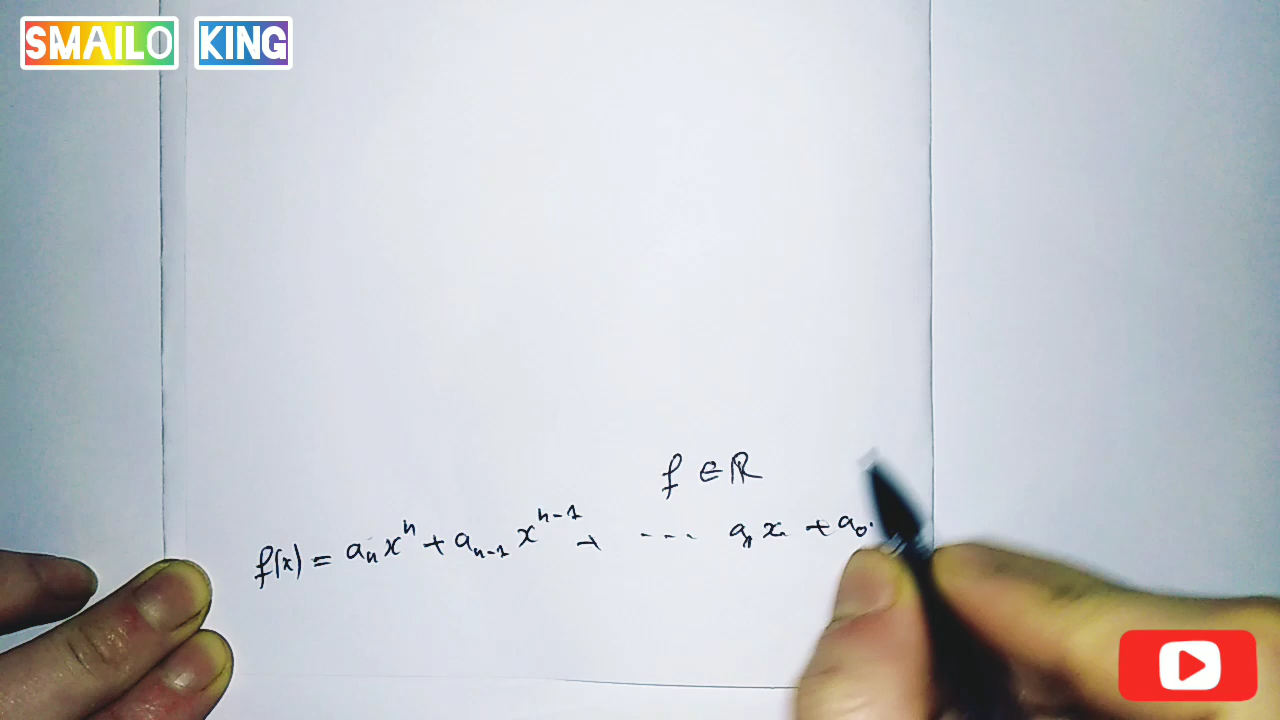 SMAILO KING
f ∈ ℝ
f(x) = aₙxⁿ + aₙ₋₁xⁿ⁻¹ + ... a₁x + a₀.